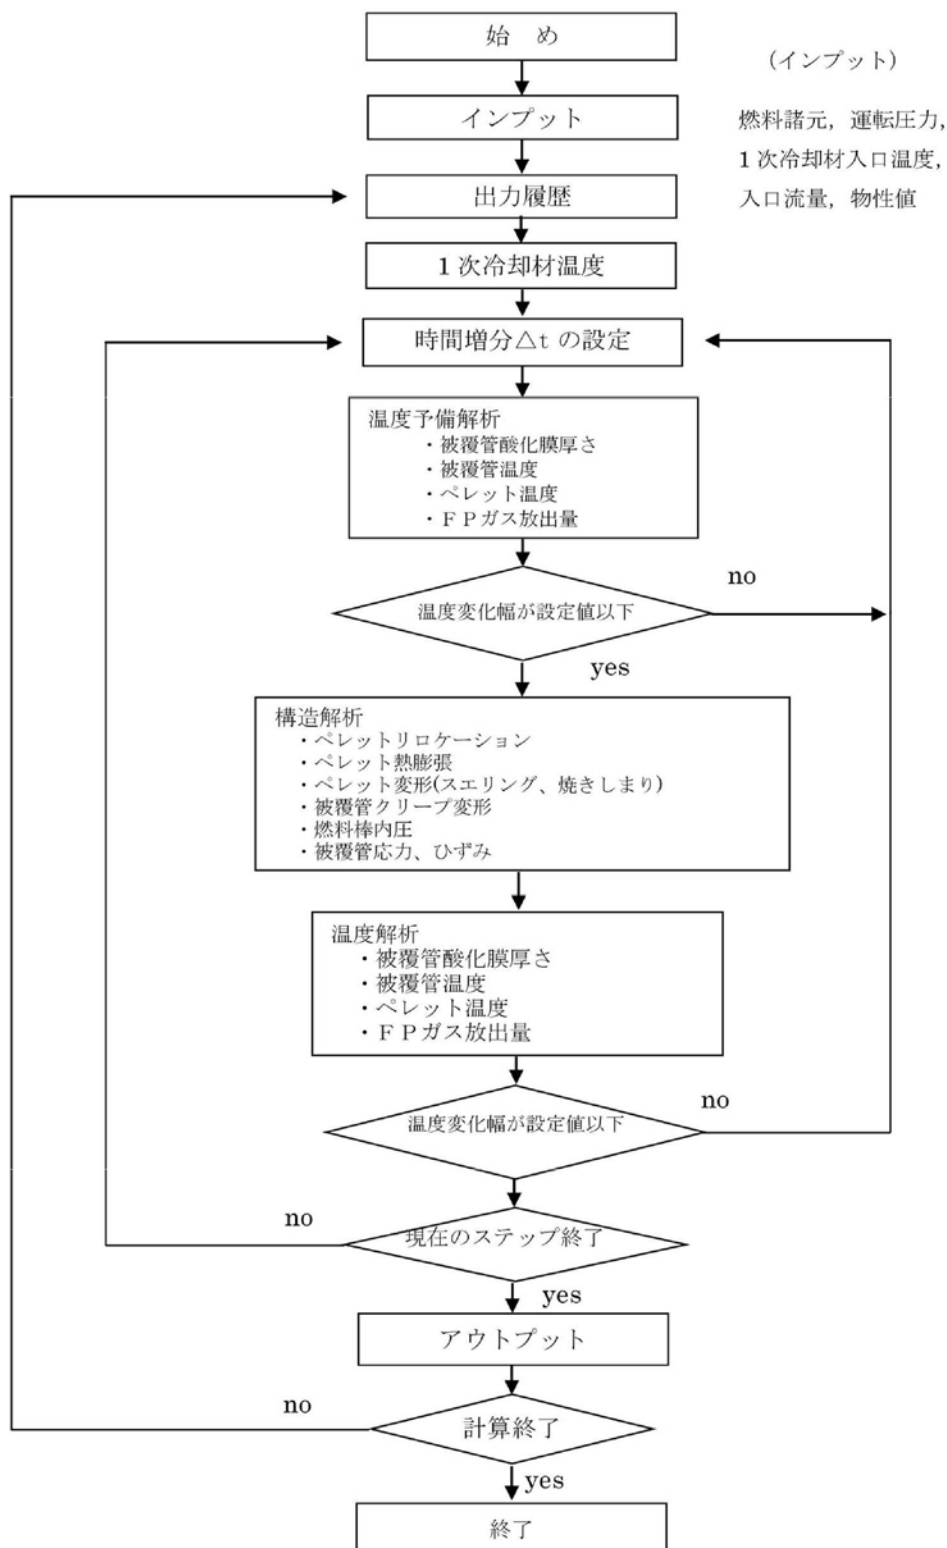 始　め
(インプット)
インプット
燃料諸元, 運転圧力,
1次冷却材入口温度,
入口流量, 物性値
出力履歴
1次冷却材温度
時間増分△t の設定
温度予備解析
・被覆管酸化膜厚さ
・被覆管温度
・ペレット温度
・ＦＰガス放出量
no
温度変化幅が設定値以下
yes
構造解析
・ペレットリロケーション
・ペレット熱膨張
・ペレット変形(スエリング、焼きしまり)
・被覆管クリープ変形
・燃料棒内圧
・被覆管応力、ひずみ
温度解析
・被覆管酸化膜厚さ
・被覆管温度
・ペレット温度
・ＦＰガス放出量
no
温度変化幅が設定値以下
no
現在のステップ終了
yes
アウトプット
no
計算終了
yes
終了